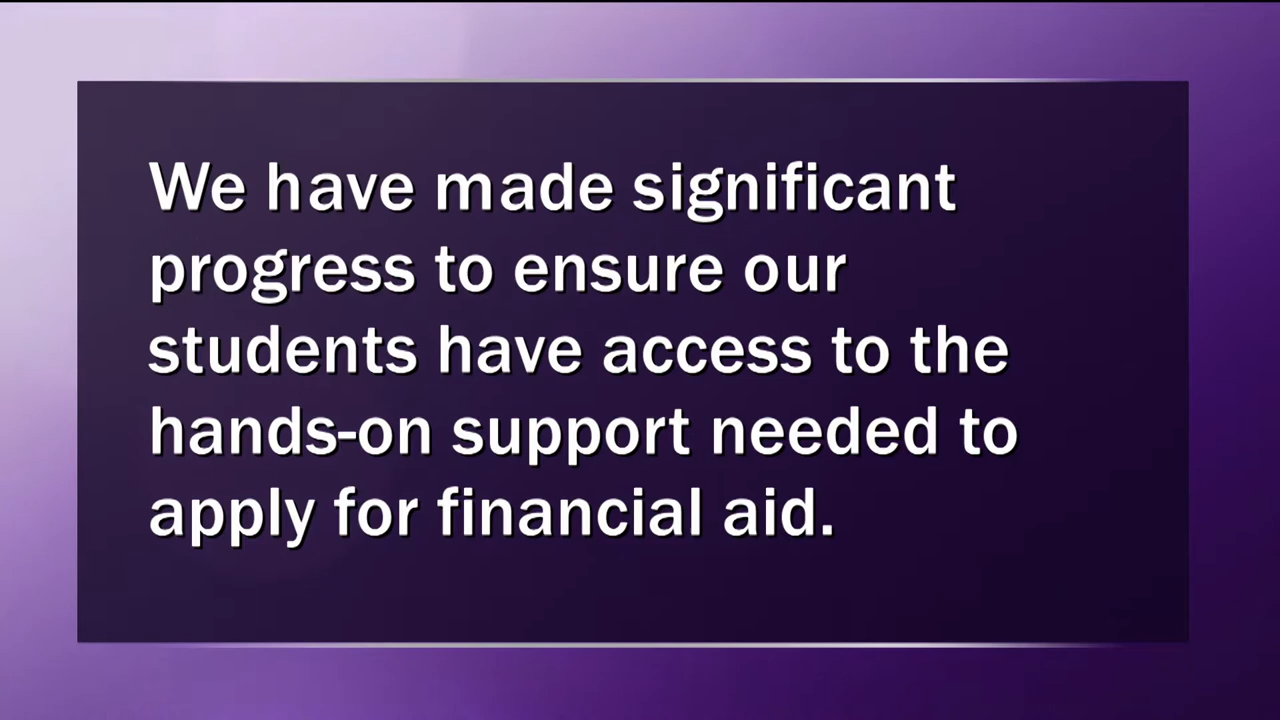 We have made significant
progress to ensure our
students have access to the
hands-on support needed to
apply for financial aid.